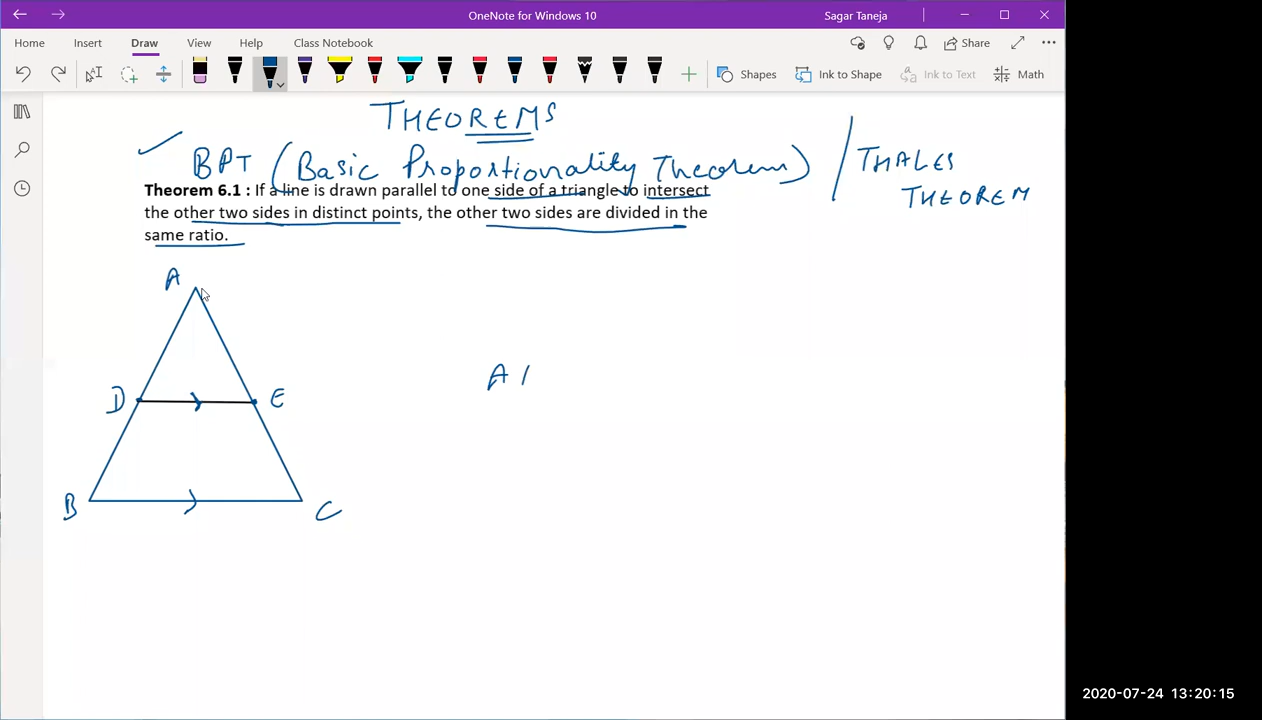 OneNote for Windows 10
Sagar Taneja
Home Insert Draw View Help Class Notebook
Share
Shapes
Ink to Shape
Ink to Text
Math
THEOREMS
BPT (Basic Proportionality Theorem) / THALES
THEOREM
Theorem 6.1 : If a line is drawn parallel to one side of a triangle to intersect
the other two sides in distinct points, the other two sides are divided in the
same ratio.
A
A
D E
B C
2020-07-24 13:20:15